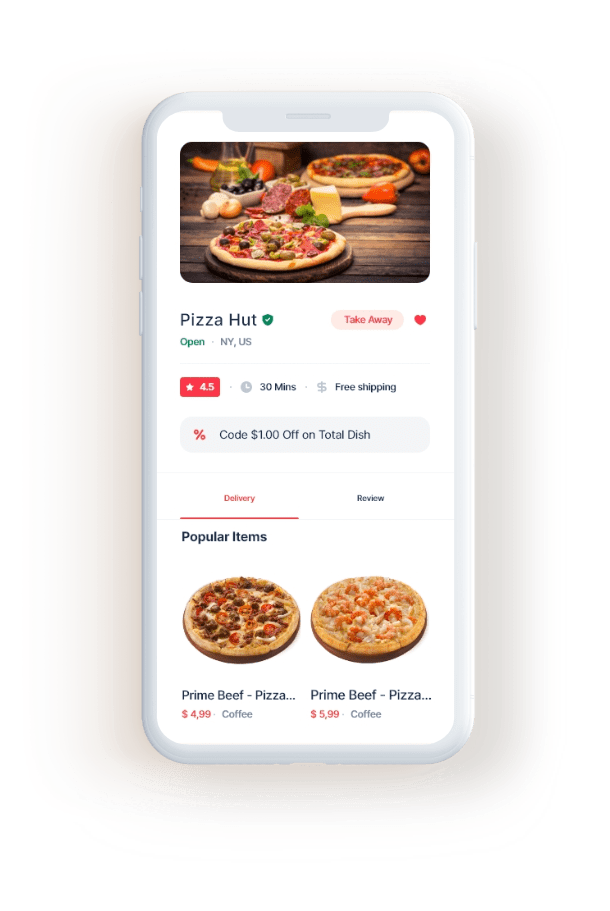 Pizza Hut
Take Away
Open · NY, US
4.5 · 30 Mins · $ Free shipping
% Code $1.00 Off on Total Dish
Delivery
Review
Popular Items
Prime Beef - Pizza...
$ 4,99 · Coffee
Prime Beef - Pizza...
$ 5,99 · Coffee